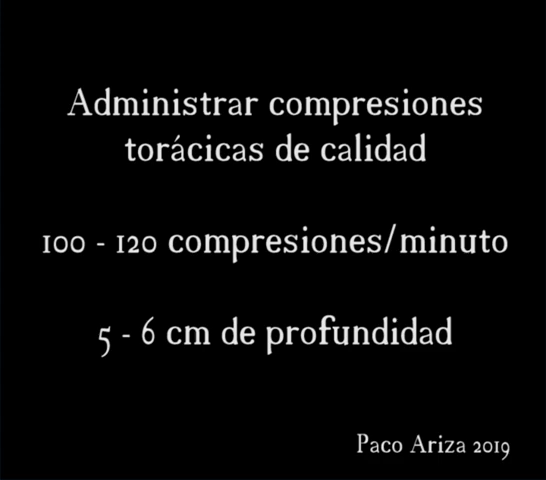 Administrar compresiones
torácicas de calidad
100 - 120 compresiones/minuto
5 - 6 cm de profundidad
Paco Ariza 2019